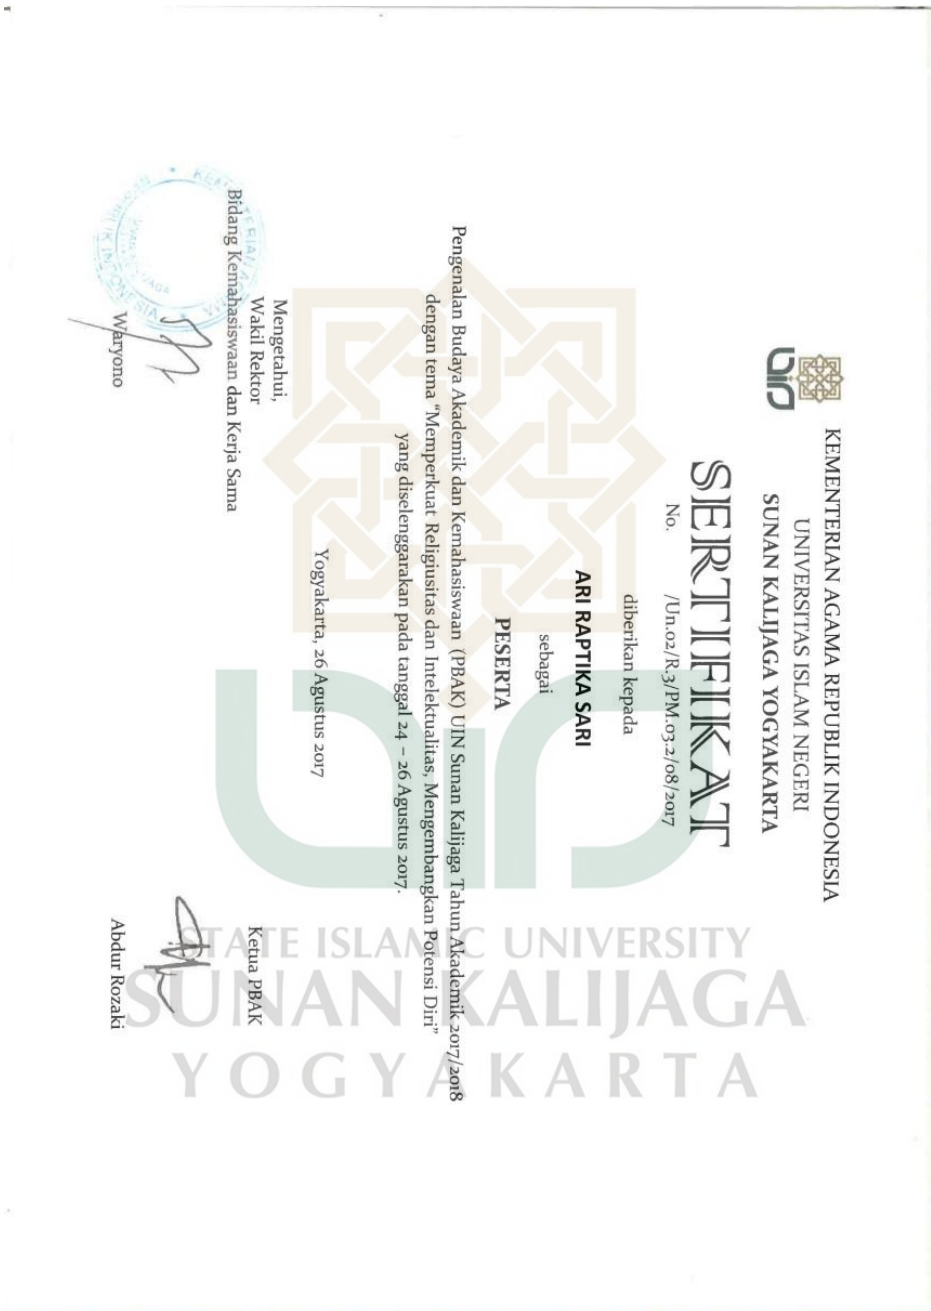 KEMENTERIAN AGAMA REPUBLIK INDONESIA
UNIVERSITAS ISLAM NEGERI
SUNAN KALIJAGA YOGYAKARTA
SERTIFIKAT
No. /Un.02/R.3/PM.03.2/08/2017
diberikan kepada
ARI RAPTIKA SARI
sebagai
PESERTA
Pengenalan Budaya Akademik dan Kemahasiswaan (PBAK) UIN Sunan Kalijaga Tahun Akademik 2017/2018
dengan tema “Memperkuat Religiusitas dan Intelektualitas, Mengembangkan Potensi Diri”
yang diselenggarakan pada tanggal 24 – 26 Agustus 2017.
Yogyakarta, 26 Agustus 2017
Mengetahui,
Wakil Rektor
Bidang Kemahasiswaan dan Kerja Sama
Waryono
Ketua PBAK
Abdur Rozaki
STATE ISLAMIC UNIVERSITY
SUNAN KALIJAGA
YOGYAKARTA